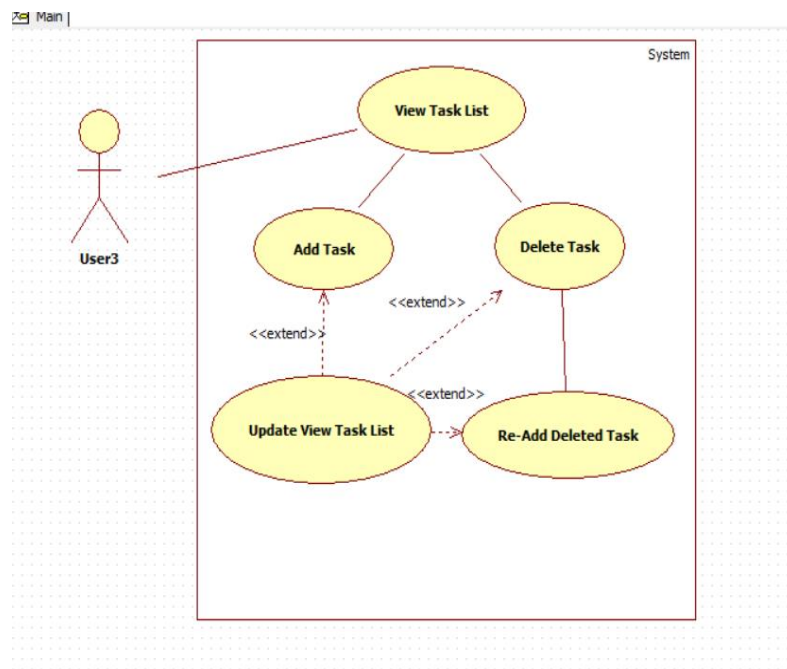 Main
System
View Task List
User3
Add Task
Delete Task
<<extend>>
<<extend>>
<<extend>>
Update View Task List
Re-Add Deleted Task